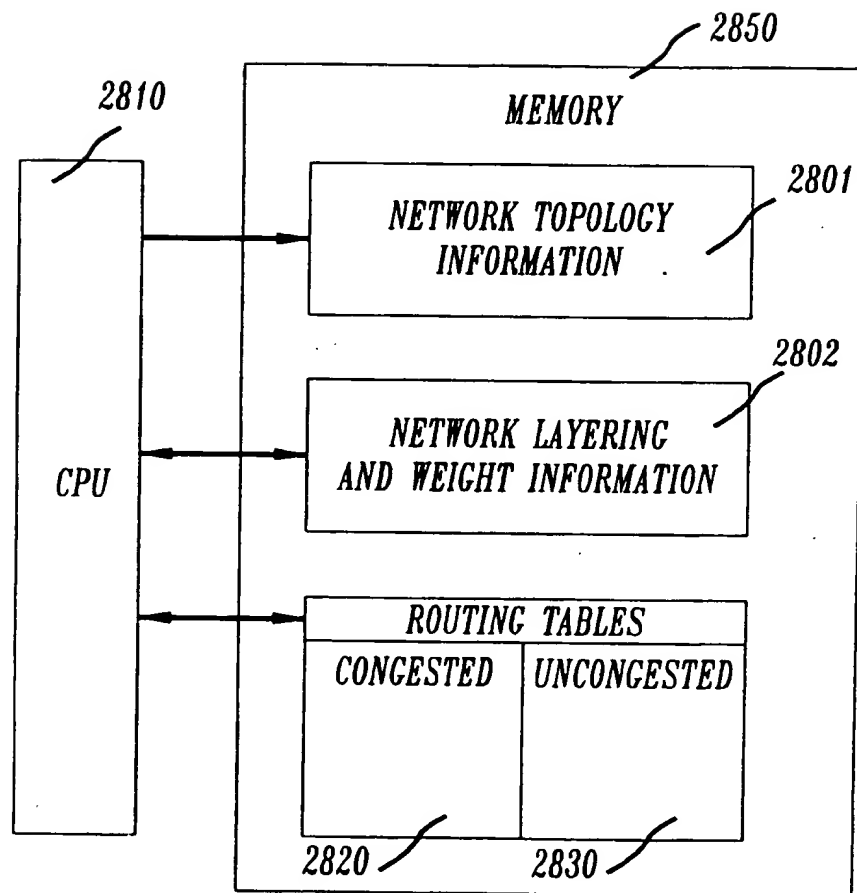 2850
2810
MEMORY
2801
NETWORK TOPOLOGY
INFORMATION
2802
NETWORK LAYERING
AND WEIGHT INFORMATION
CPU
ROUTING TABLES
CONGESTED
UNCONGESTED
2820
2830